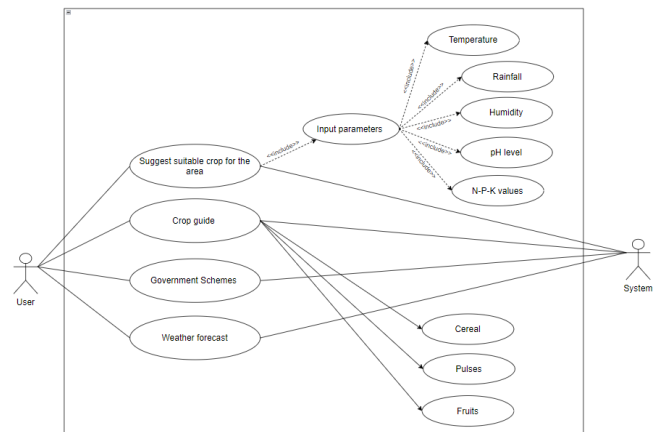 Temperature
<<include>>
Rainfall
<<include>>
Humidity
<<include>>
Input parameters
<<include>>
pH level
<<include>>
Suggest suitable crop for the
area
<<include>>
N-P-K values
Crop guide
User
Government Schemes
System
Weather forecast
Cereal
Pulses
Fruits